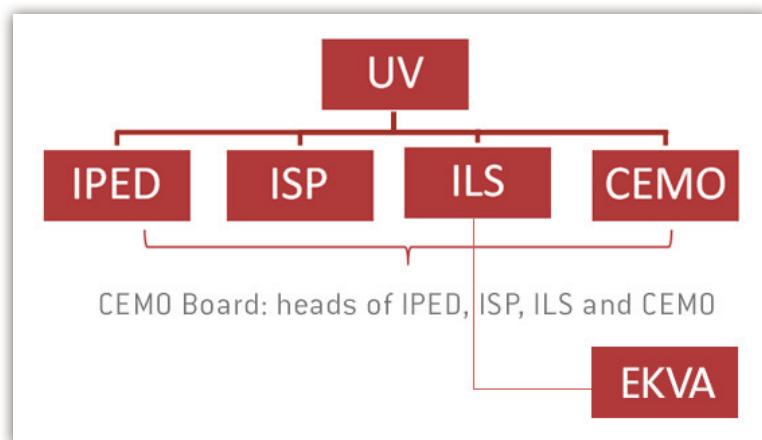 UV
IPED ISP ILS CEMO
CEMO Board: heads of IPED, ISP, ILS and CEMO
EKVA